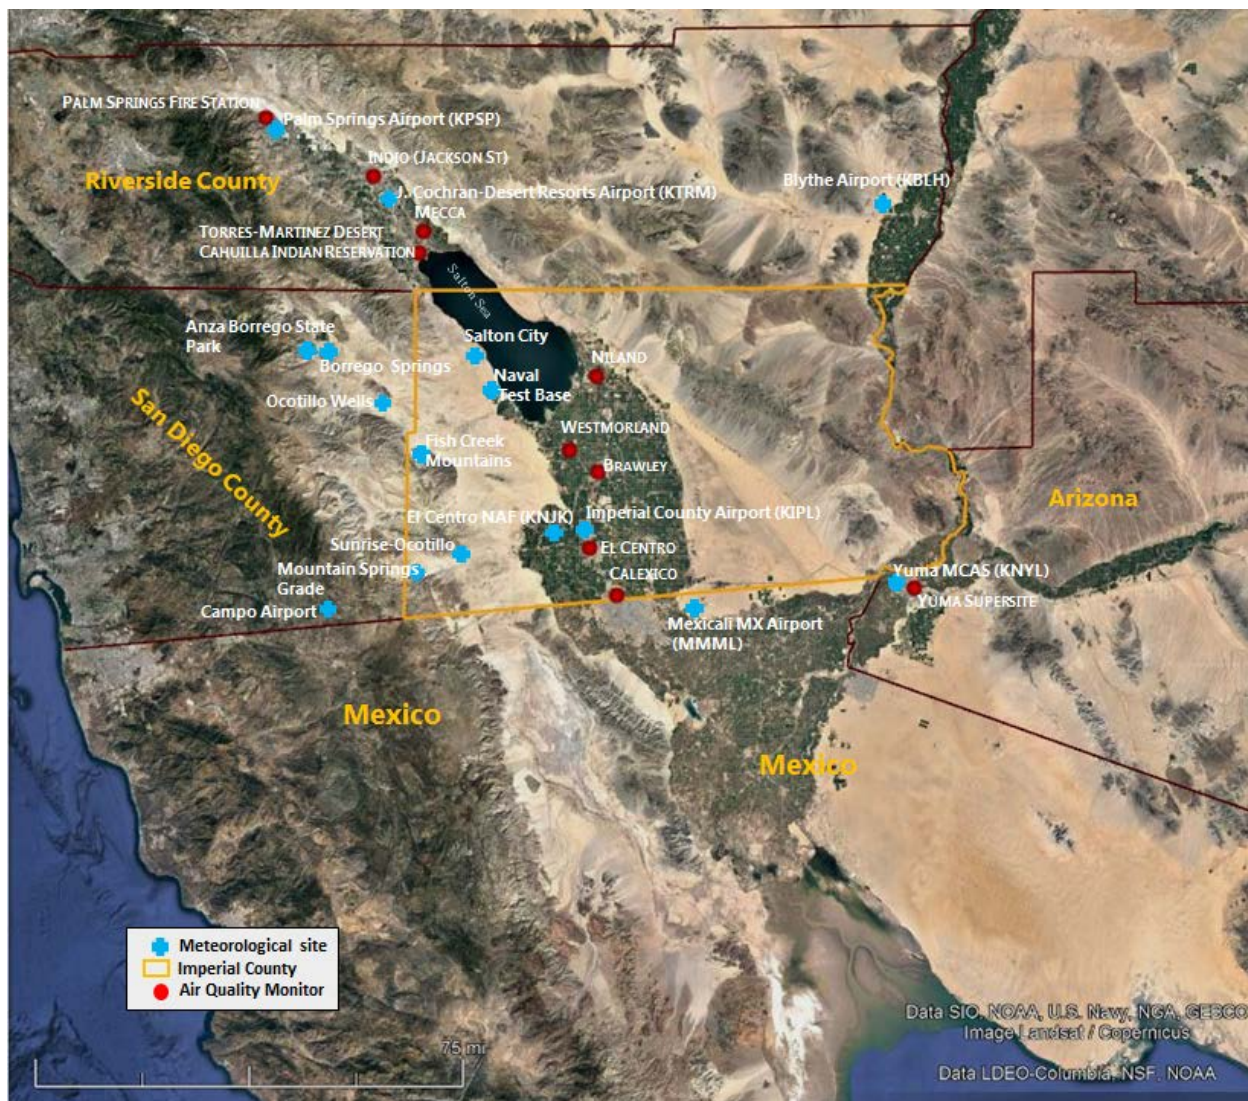 PALM SPRINGS FIRE STATION
Palm Springs Airport (KPSP)
INDIO (JACKSON ST)
Riverside County
J. Cochran-Desert Resorts Airport (KTRM)
Blythe Airport (KBLH)
MECCA
TORRES-MARTINEZ DESERT
CAHUILLA INDIAN RESERVATION
Salton Sea
Anza Borrego State
Park
Borrego Springs
Salton City
NILAND
Naval
Test Base
Ocotillo Wells
San Diego County
WESTMORLAND
Fish Creek
Mountains
BRAWLEY
Arizona
El Centro NAF (KNJK)
Imperial County Airport (KIPL)
Sunrise-Ocotillo
EL CENTRO
Mountain Springs
Grade
CALEXICO
Yuma MCAS (KNYL)
YUMA SUPERSITE
Campo Airport
Mexicali MX Airport
(MMML)
Mexico
Mexico
Meteorological site
Imperial County
Air Quality Monitor
75 mi
Data SIO, NOAA, U.S. Navy, NGA, GEBCO
Image Landsat / Copernicus
Data LDEO-Columbia, NSF, NOAA